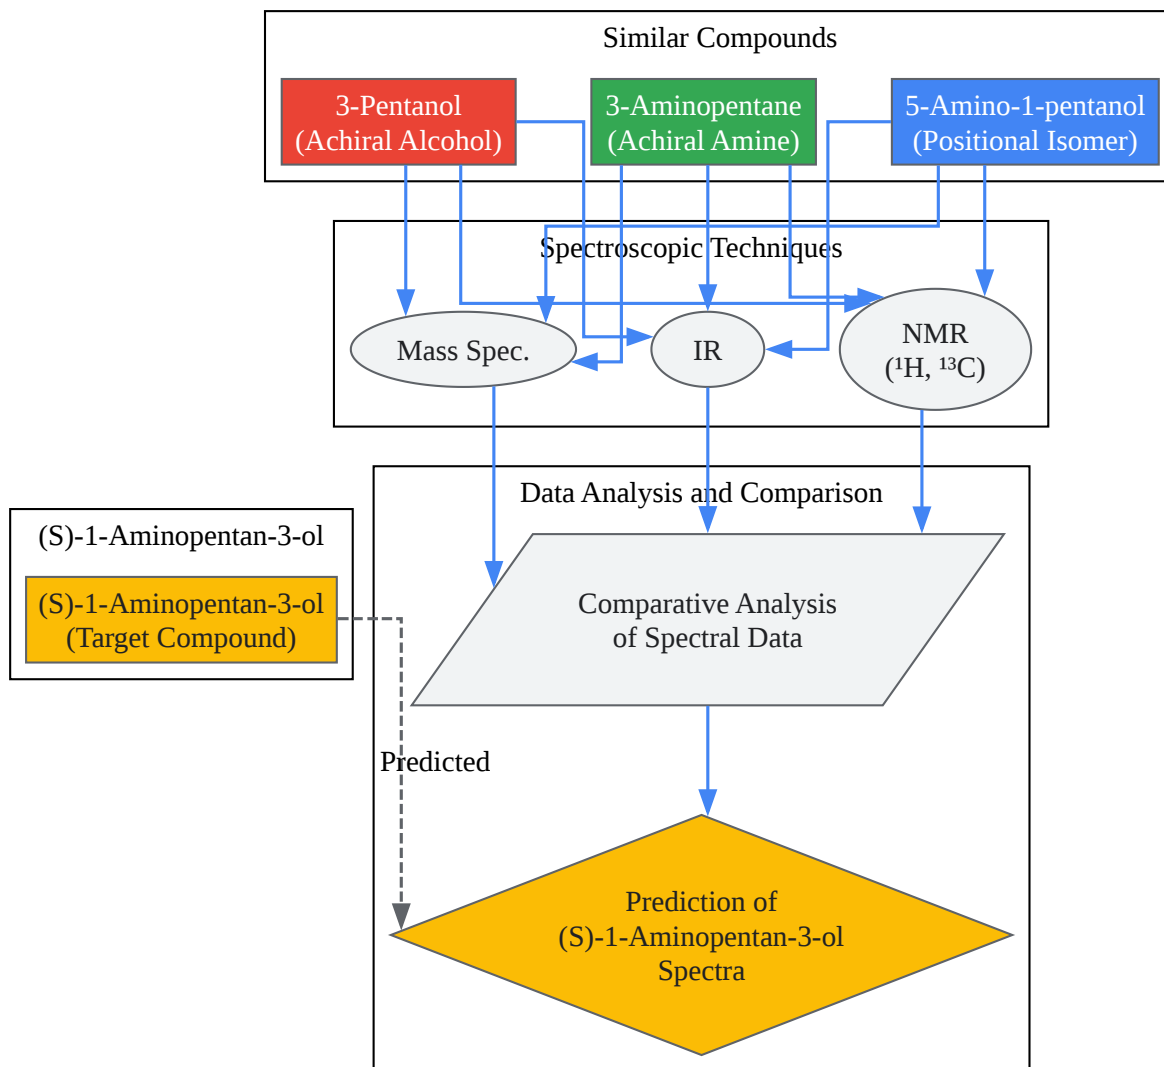 Similar Compounds
3-Pentanol
(Achiral Alcohol)
3-Aminopentane
(Achiral Amine)
5-Amino-1-pentanol
(Positional Isomer)
Spectroscopic Techniques
Mass Spec.
IR
NMR
(¹H, ¹³C)
Data Analysis and Comparison
(S)-1-Aminopentan-3-ol
(S)-1-Aminopentan-3-ol
(Target Compound)
Comparative Analysis
of Spectral Data
Predicted
Prediction of
(S)-1-Aminopentan-3-ol
Spectra